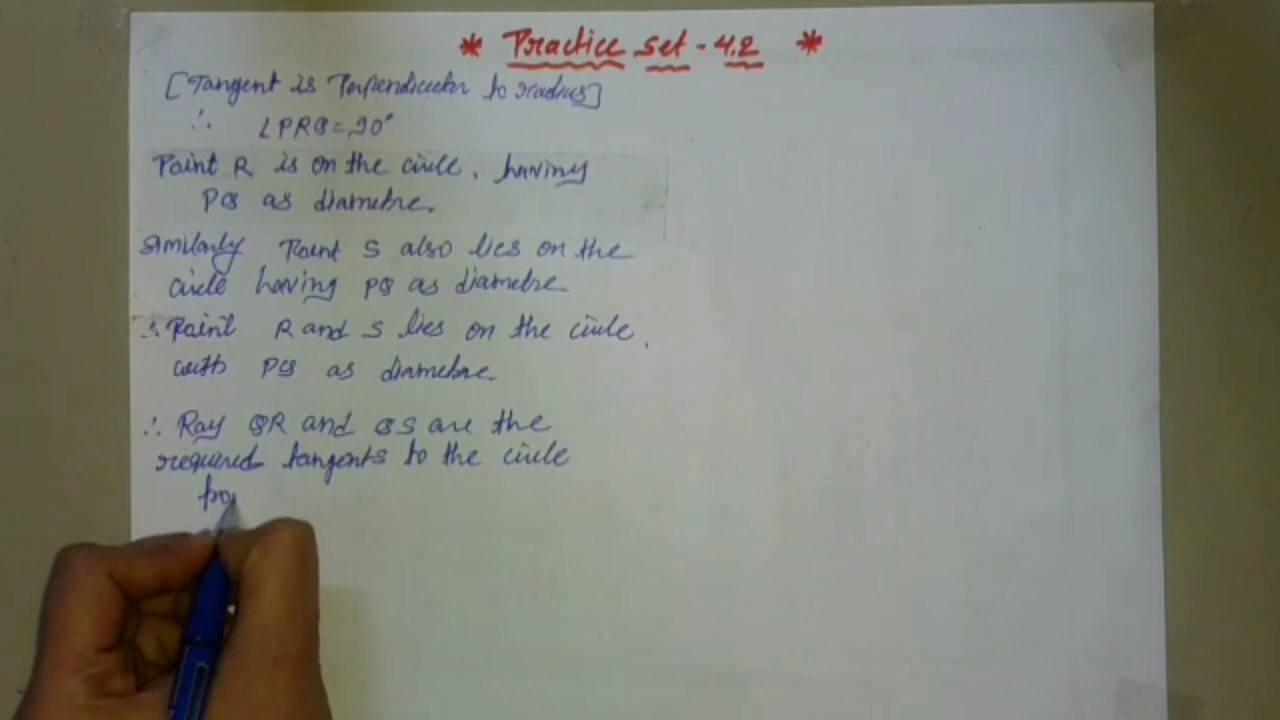 * Practice set - 4.2 *
[Tangent is Perpendicular to radius]
∴ ∠PRQ = 90°
Point R is on the circle, having
PQ as diametre.
Similarly Point S also lies on the
circle having PQ as diametre
∴ Point R and S lies on the circle,
with PQ as diametre.
∴ Ray QR and QS are the
required tangents to the circle